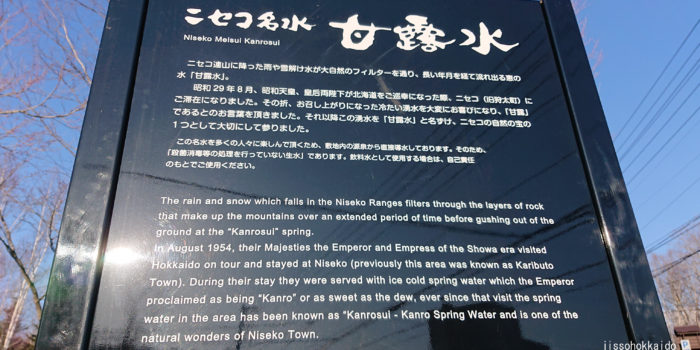 ニセコ名水 甘露水
Niseko Meisui Kanrosui
ニセコ連山に降った雨や雪解け水が大自然のフィルターを通り、長い年月を経て流れ出る恵の
水「甘露水」。
昭和29年8月、昭和天皇、皇后両陛下が北海道をご巡幸になった際、ニセコ(旧狩太町)に
ご滞在になりました。その折、お召し上がりになった冷たい湧水を大変にお喜びになり、「甘露」
であるとのお言葉を頂きました。それ以降この湧水を「甘露水」と名ずけ、ニセコの自然の宝の
1つとして大切にして参りました。
この名水を多くの人々に楽しんで頂くため、敷地内の源泉から直接導水しております。そのため、
「殺菌消毒等の処理を行っていない生水」であります。飲料水として使用する場合は、自己責任
のもとでご使用ください。
The rain and snow which falls in the Niseko Ranges filters through the layers of rock
that make up the mountains over an extended period of time before gushing out of the
ground at the "Kanrosui" spring.
In August 1954, their Majesties the Emperor and Empress of the Showa era visited
Hokkaido on tour and stayed at Niseko (previously this area was known as Kaributo
Town). During their stay they were served with ice cold spring water which the Emperor
proclaimed as being "Kanro" or as sweet as the dew, ever since that visit the spring
water in the area has been known as "Kanrosui - Kanro Spring Water and is one of the
natural wonders of Niseko Town.
jissohokkaido